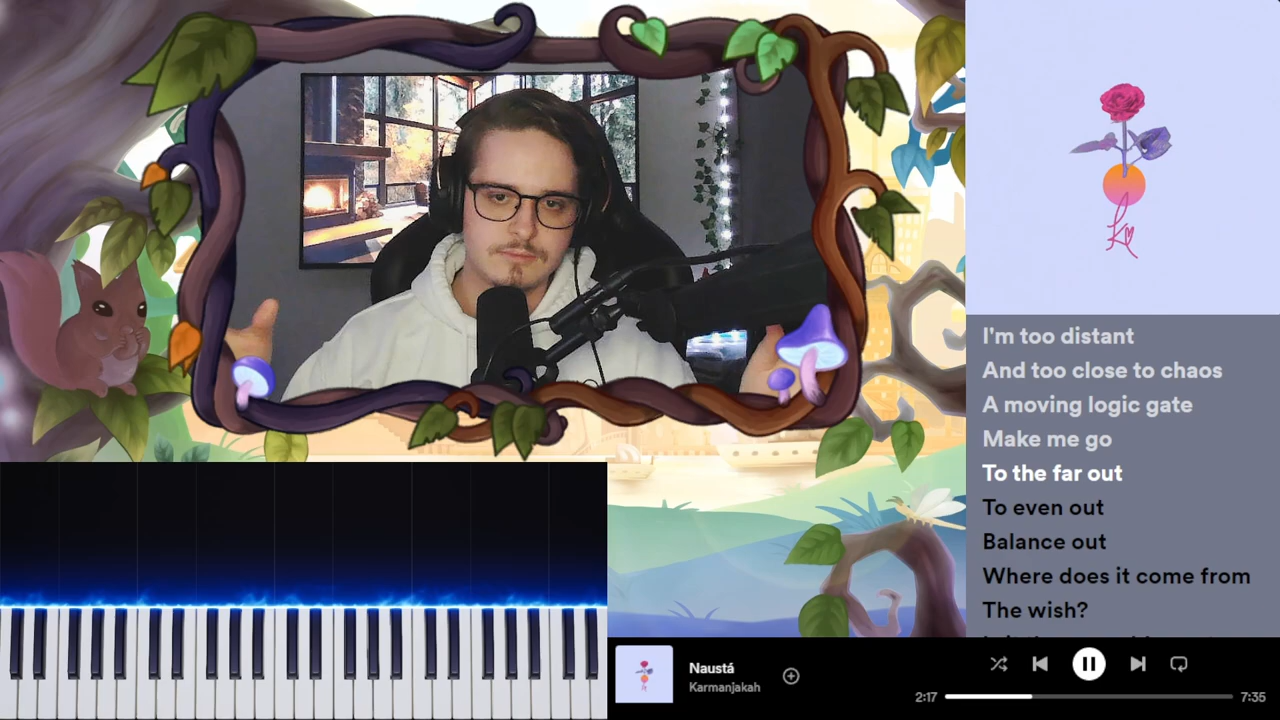 I'm too distant
And too close to chaos
A moving logic gate
Make me go
To the far out
To even out
Balance out
Where does it come from
The wish?
Naustá
Karmanjakah
2:17
7:35